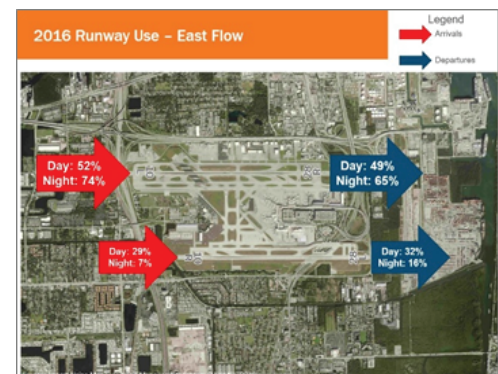 2016 Runway Use – East Flow
Legend
Arrivals
Departures
Day: 52%
Night: 74%
Day: 49%
Night: 65%
Day: 29%
Night: 7%
Day: 32%
Night: 16%